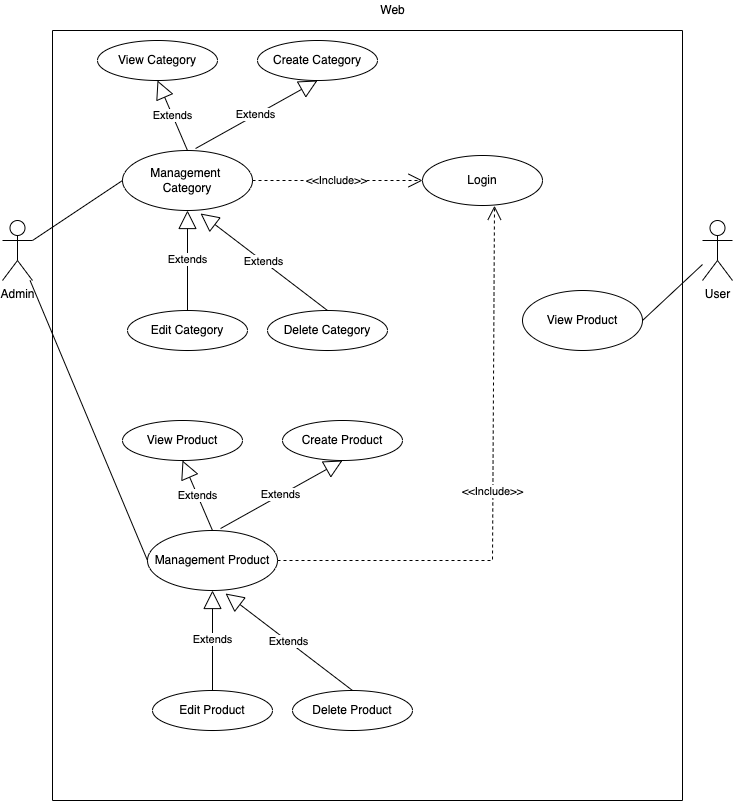 Web
View Category
Create Category
Extends
Extends
Management
Category
<<Include>>
Login
Admin
User
Extends
Extends
Edit Category
Delete Category
View Product
View Product
Create Product
Extends
Extends
<<Include>>
Management Product
Extends
Extends
Edit Product
Delete Product